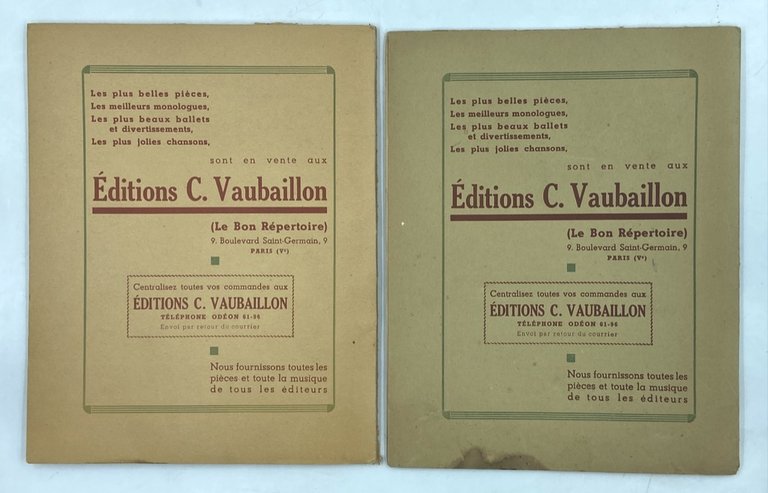 Les plus belles pièces,
Les meilleurs monologues,
Les plus beaux ballets
et divertissements,
Les plus jolies chansons,
sont en vente aux
Éditions C. Vaubaillon
(Le Bon Répertoire)
9. Boulevard Saint-Germain, 9
PARIS (Vᵉ)
Centralisez toutes vos commandes aux
ÉDITIONS C. VAUBAILLON
TÉLÉPHONE ODÉON 61-96
Envoi par retour du courrier
Nous fournissons toutes les
pièces et toute la musique
de tous les éditeurs
Les plus belles pièces,
Les meilleurs monologues,
Les plus beaux ballets
et divertissements,
Les plus jolies chansons,
sont en vente aux
Éditions C. Vaubaillon
(Le Bon Répertoire)
9. Boulevard Saint-Germain, 9
PARIS (Vᵉ)
Centralisez toutes vos commandes aux
ÉDITIONS C. VAUBAILLON
TÉLÉPHONE ODÉON 61-96
Envoi par retour du courrier
Nous fournissons toutes les
pièces et toute la musique
de tous les éditeurs